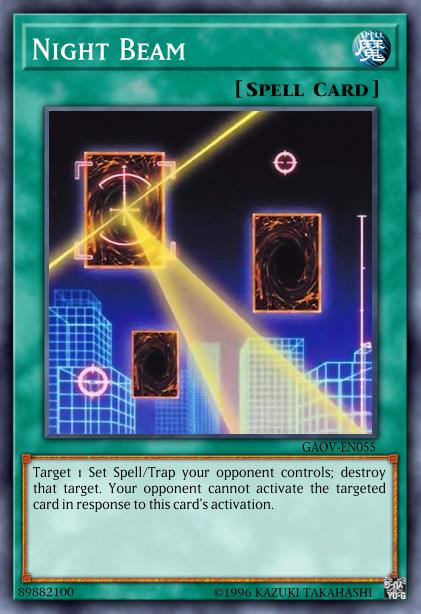 Night Beam
SPELL
魔
[ Spell Card ]
GAOV-EN055
Target 1 Set Spell/Trap your opponent controls; destroy
that target. Your opponent cannot activate the targeted
card in response to this card's activation.
89882100
©1996 KAZUKI TAKAHASHI